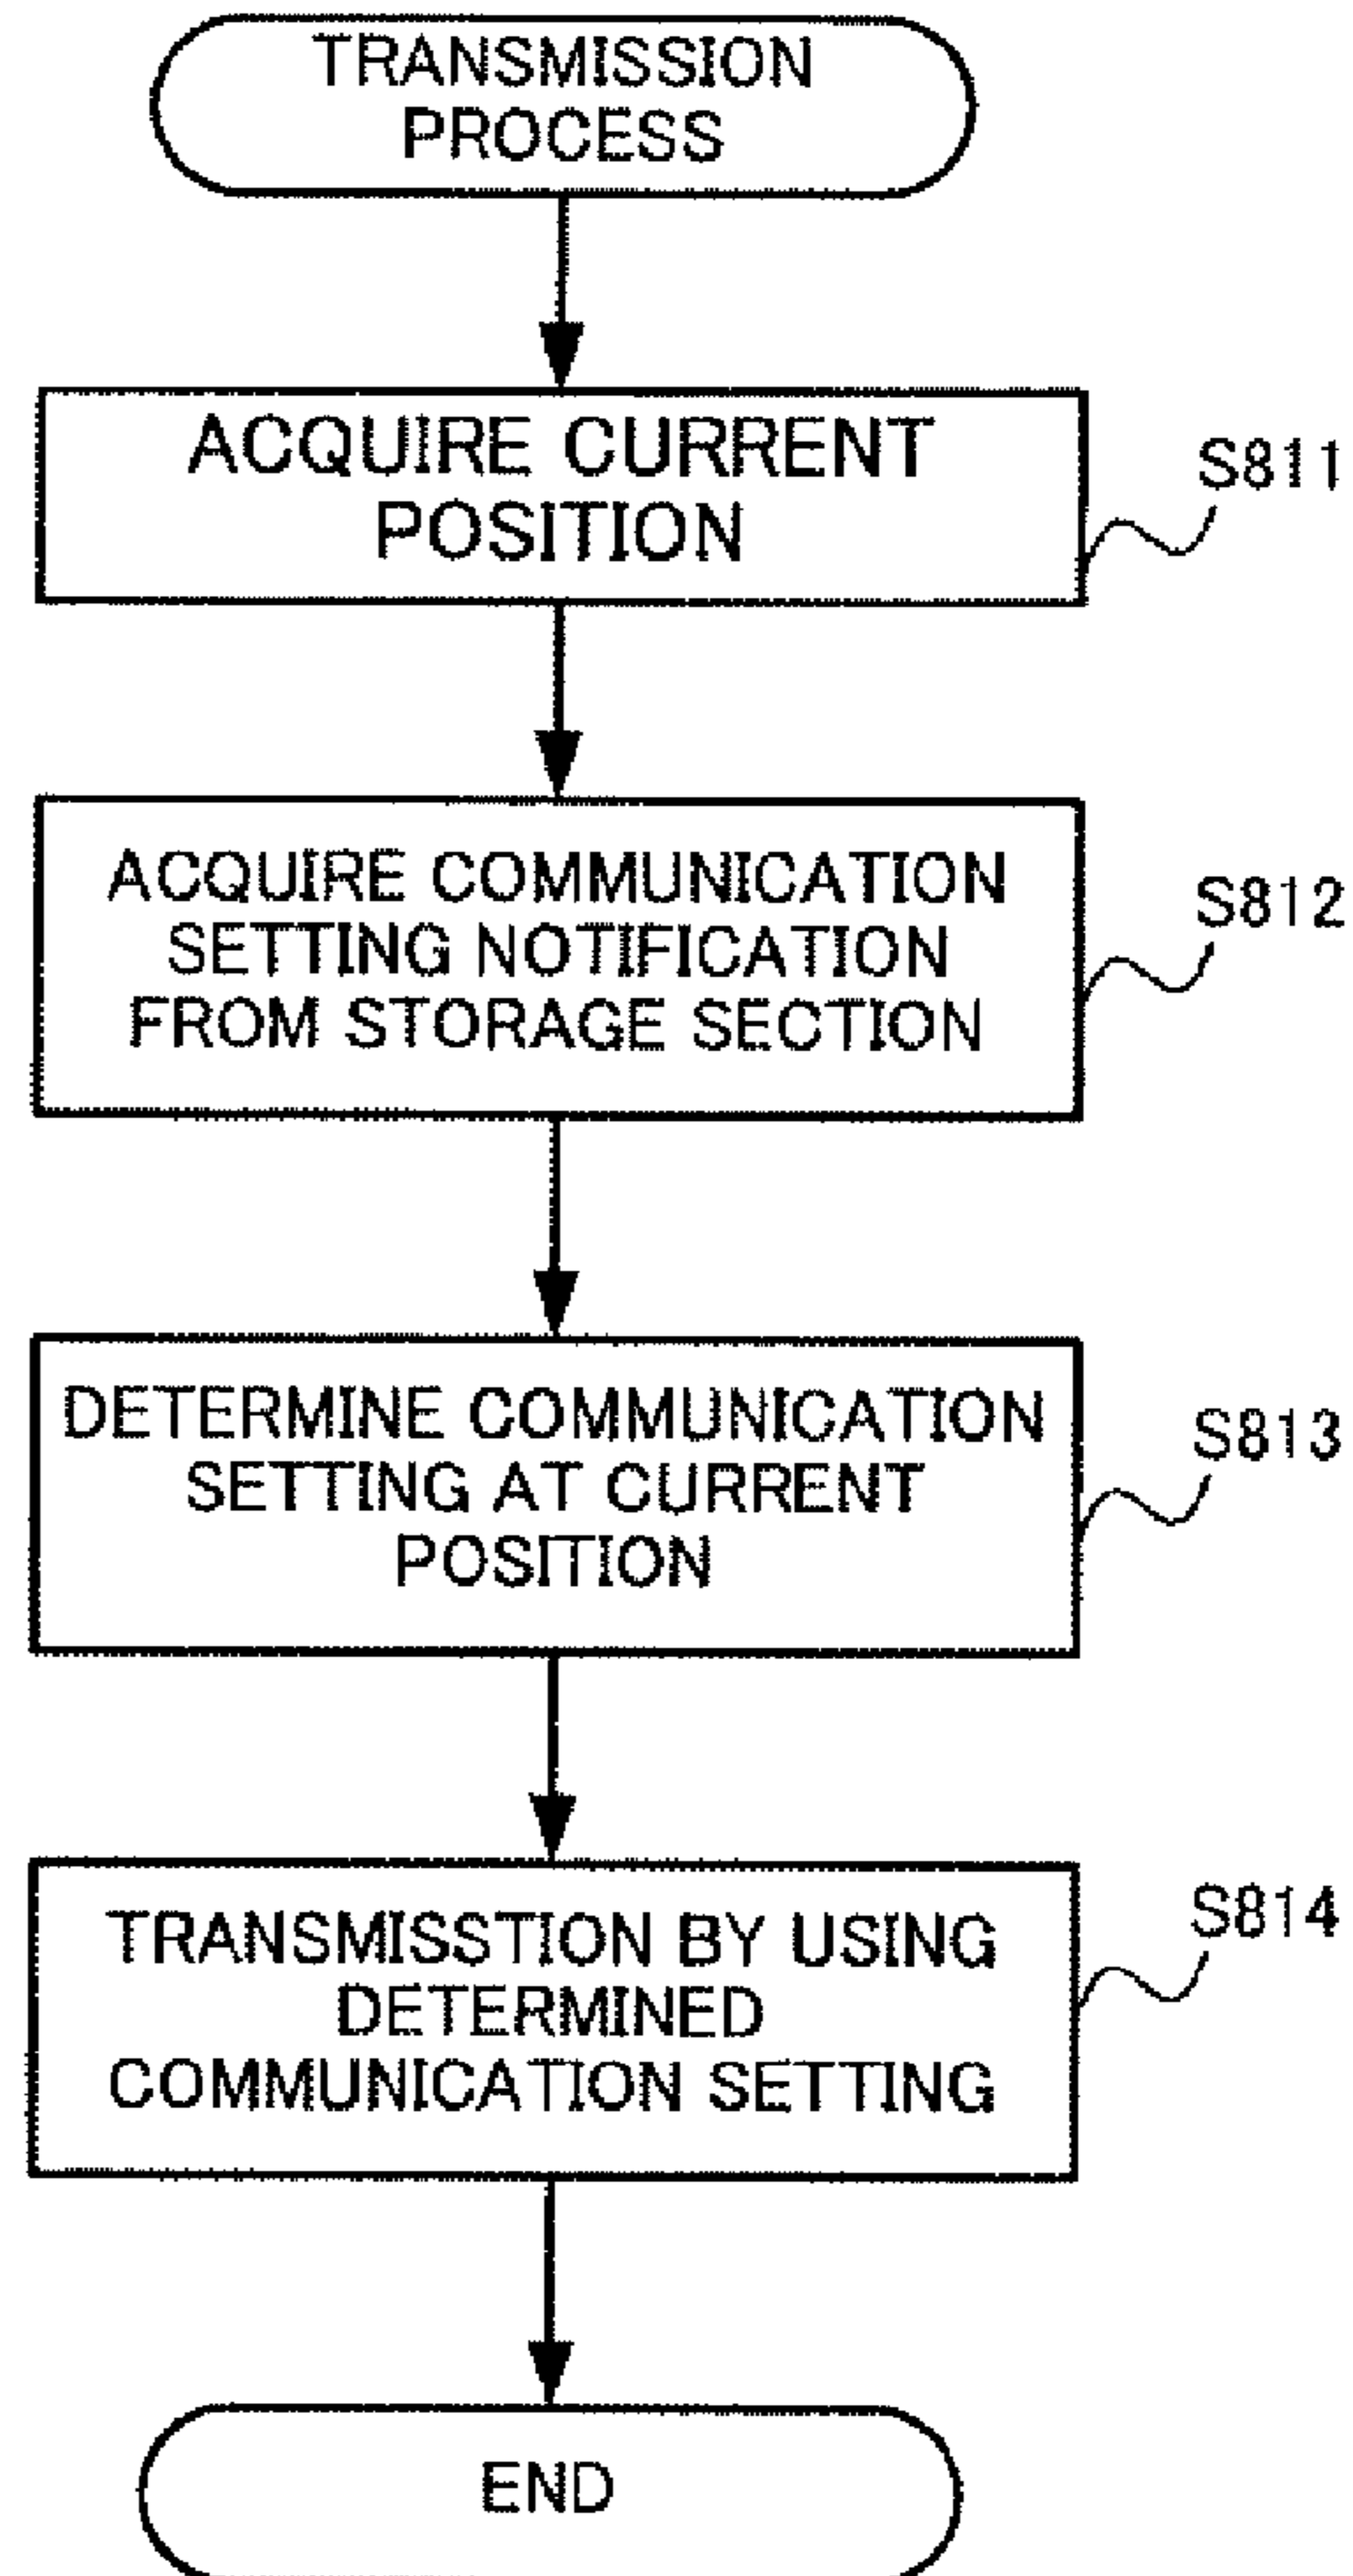 TRANSMISSION
PROCESS
ACQUIRE CURRENT
POSITION
S811
ACQUIRE COMMUNICATION
SETTING NOTIFICATION
FROM STORAGE SECTION
S812
DETERMINE COMMUNICATION
SETTING AT CURRENT
POSITION
S813
TRANSMISSTION BY USING
DETERMINED
COMMUNICATION SETTING
S814
END